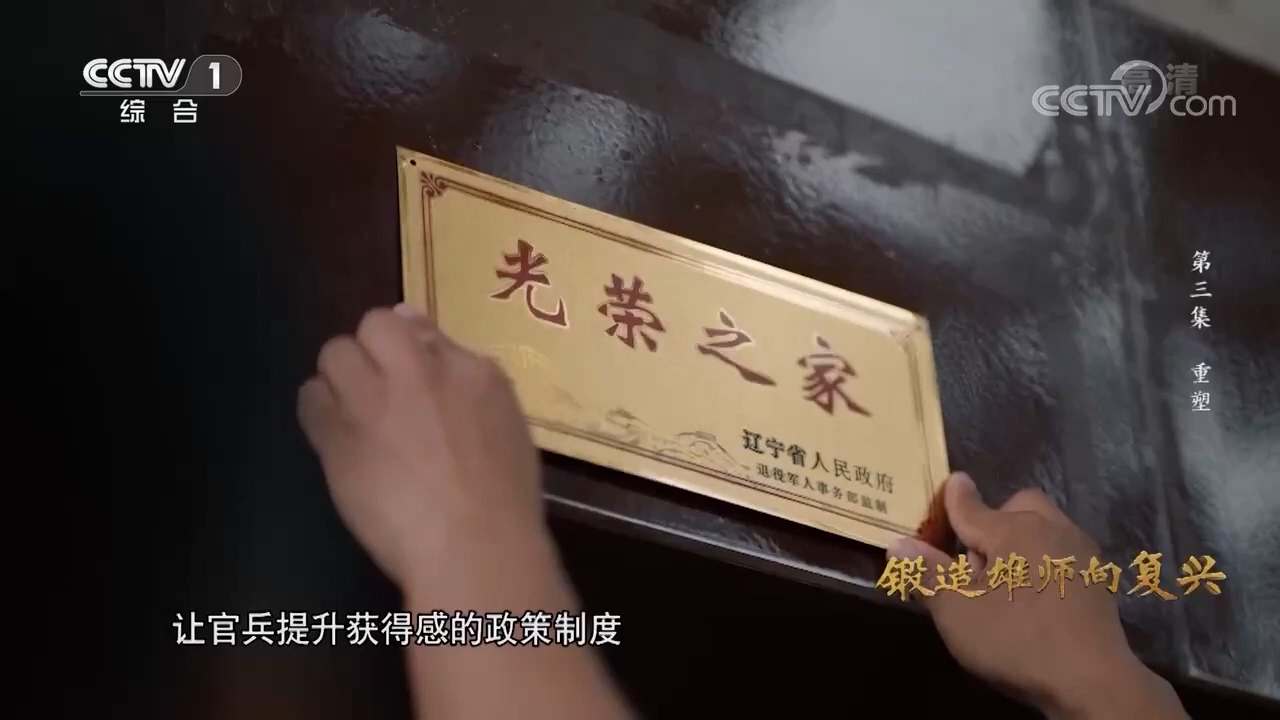 CCTV 1
综合
高清
CCTV.com
第三集 重塑
光荣之家
辽宁省人民政府
退役军人事务部监制
锻造雄师向复兴
让官兵提升获得感的政策制度